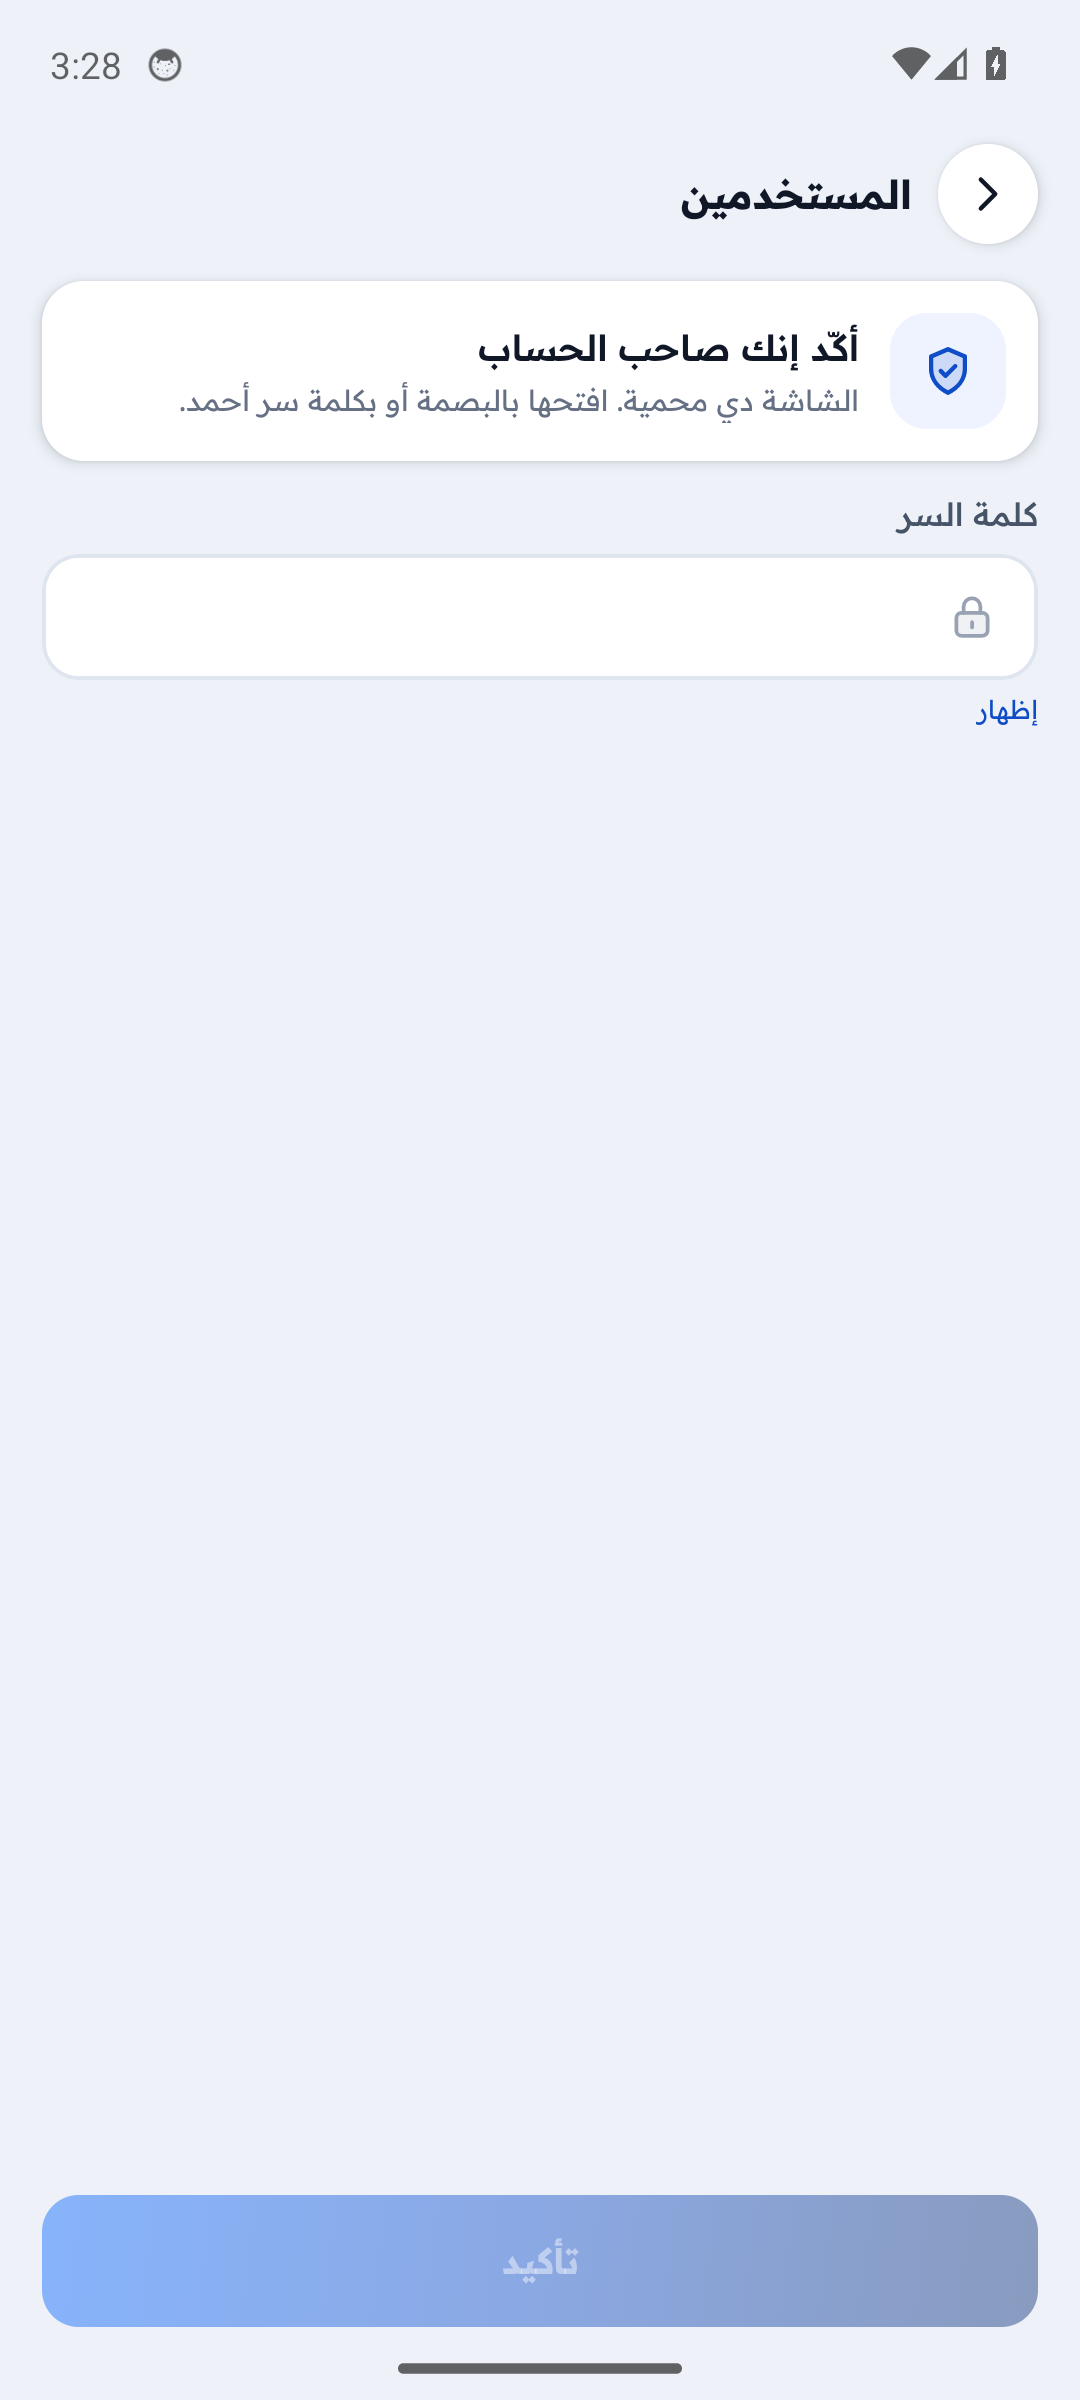 3:28
المستخدمين
أكّد إنك صاحب الحساب
الشاشة دي محمية. افتحها بالبصمة أو بكلمة سر أحمد.
كلمة السر
إظهار
تأكيد